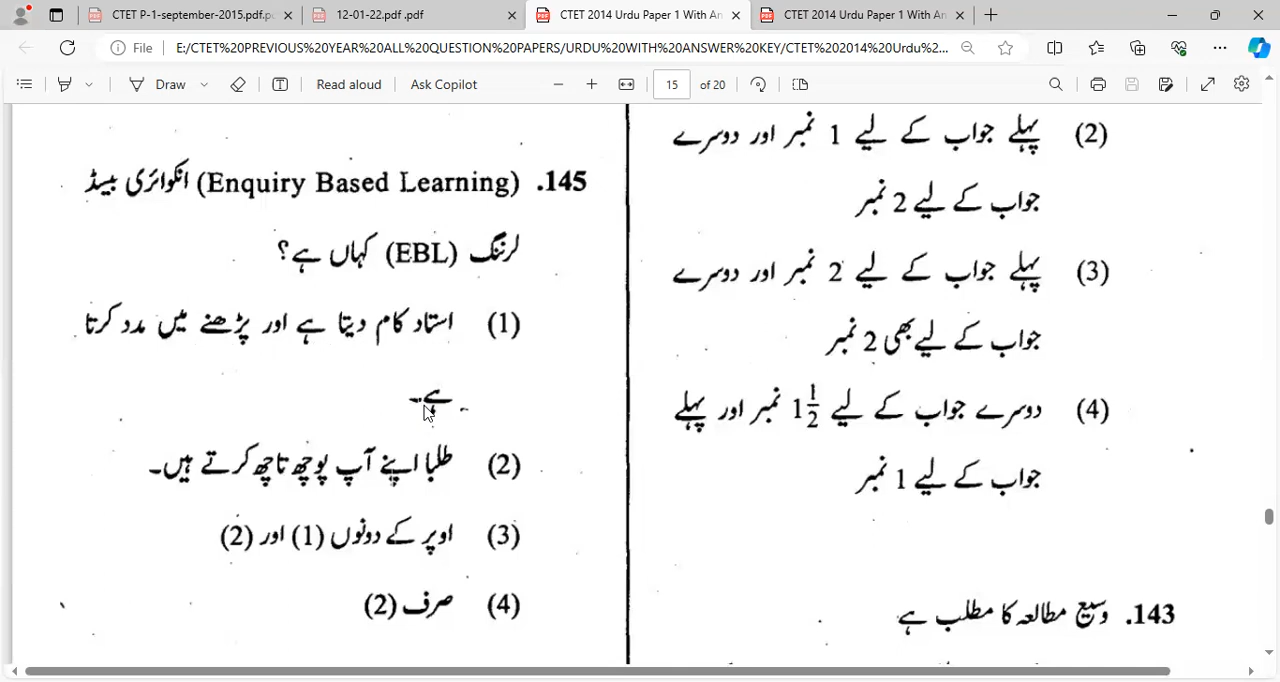 CTET P-1-september-2015.pdf.p
12-01-22.pdf .pdf
CTET 2014 Urdu Paper 1 With An
CTET 2014 Urdu Paper 1 With An
File
E:/CTET%20PREVIOUS%20YEAR%20ALL%20QUESTION%20PAPER%20URDU%20WITH%20ANSWER%20KEY/CTET%202014%20Urdu%2...
Draw
Read aloud
Ask Copilot
15 of 20
(2) پہلے جواب کے لیے 1 نمبر اور دوسرے
جواب کے لیے 2 نمبر
(3) پہلے جواب کے لیے 2 نمبر اور دوسرے
جواب کے لیے بھی 2 نمبر
(4) دوسرے جواب کے لیے 1½ نمبر اور پہلے
جواب کے لیے 1 نمبر
143. وسیع مطالعہ کا مطلب ہے
145. (Enquiry Based Learning) انکوائری بیسڈ
لرننگ (EBL) کہاں ہے؟
(1) استاد کام دیتا ہے اور پڑھنے میں مدد کرتا
ہے۔
(2) طلبا اپنے آپ پوچھ تاچھ کرتے ہیں۔
(3) اوپر کے دونوں (1) اور (2)
(4) صرف (2)